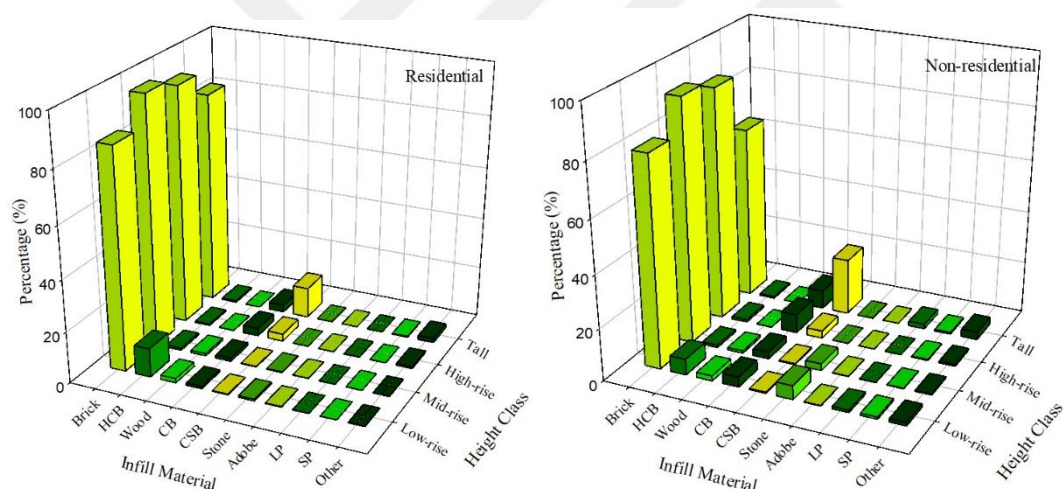 Residential
100
80
60
40
20
0
Percentage (%)
Brick
HCB
Wood
CB
CSB
Stone
Adobe
LP
SP
Other
Infill Material
Low-rise
Mid-rise
High-rise
Tall
Height Class
Non-residential
100
80
60
40
20
0
Percentage (%)
Brick
HCB
Wood
CB
CSB
Stone
Adobe
LP
SP
Other
Infill Material
Low-rise
Mid-rise
High-rise
Tall
Height Class